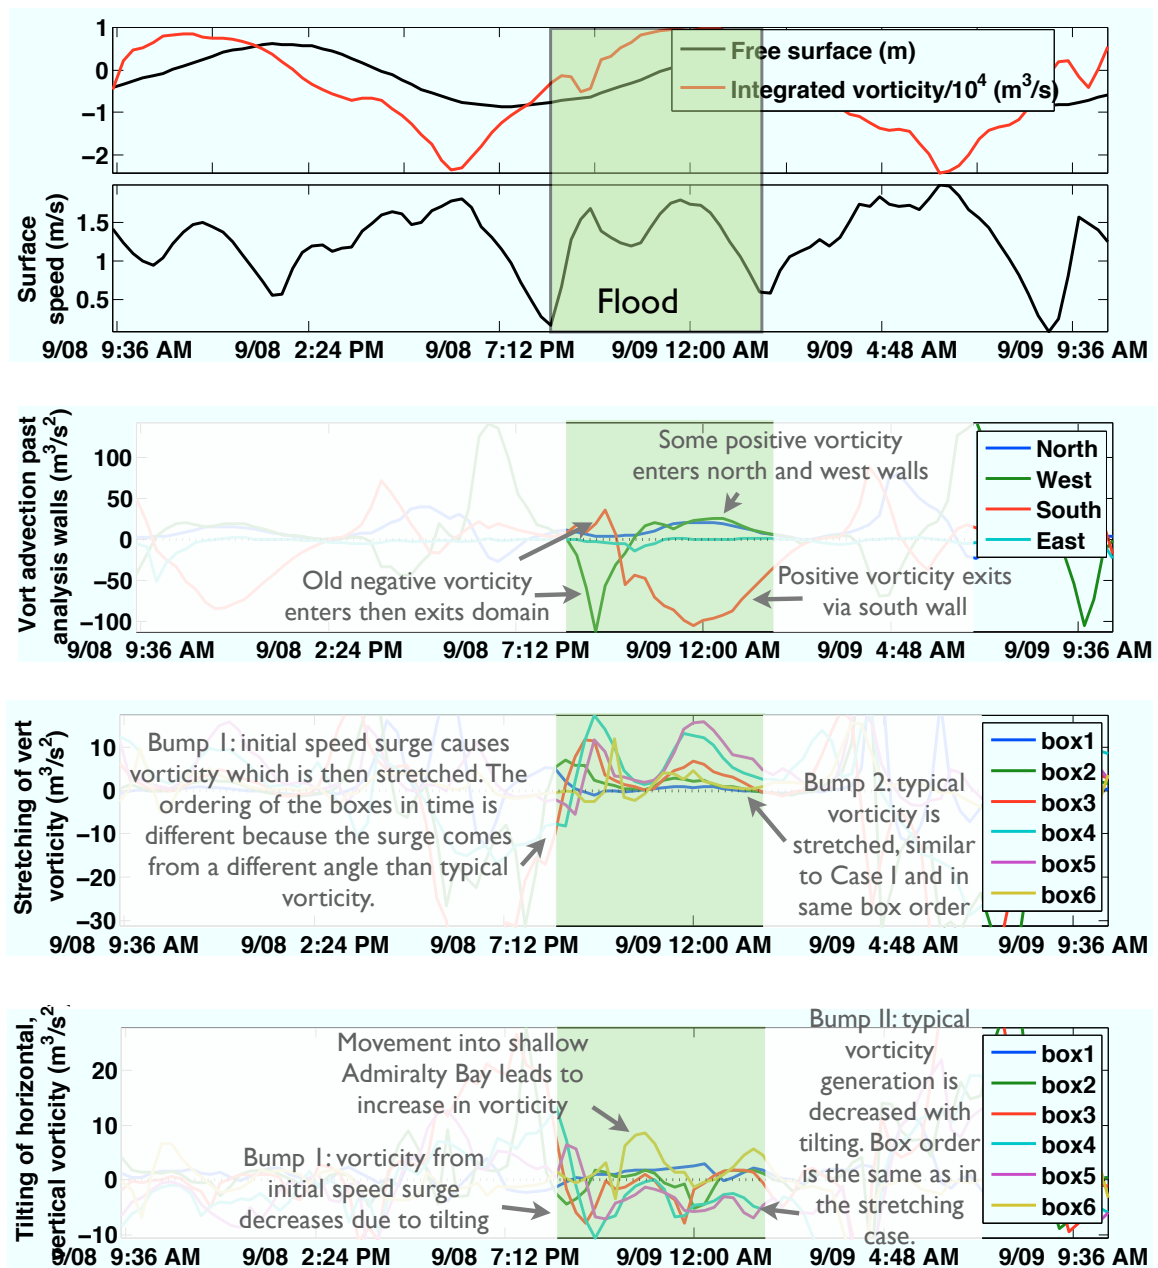 1
0
−1
−2
Free surface (m)
Integrated vorticity/10^4 (m^3/s)
Surface
speed (m/s)
1.5
1
0.5
Flood
9/08 9:36 AM 9/08 2:24 PM 9/08 7:12 PM 9/09 12:00 AM 9/09 4:48 AM 9/09 9:36 AM
Vort advection past
analysis walls (m^3/s^2)
100
50
0
−50
−100
Some positive vorticity
enters north and west walls
Old negative vorticity
enters then exits domain
Positive vorticity exits
via south wall
North
West
South
East
9/08 9:36 AM 9/08 2:24 PM 9/08 7:12 PM 9/09 12:00 AM 9/09 4:48 AM 9/09 9:36 AM
Stretching of vert
vorticity (m^3/s^2)
10
0
−10
−20
−30
Bump 1: initial speed surge causes
vorticity which is then stretched. The
ordering of the boxes in time is
different because the surge comes
from a different angle than typical
vorticity.
Bump 2: typical
vorticity is
stretched, similar
to Case I and in
same box order
box1
box2
box3
box4
box5
box6
9/08 9:36 AM 9/08 2:24 PM 9/08 7:12 PM 9/09 12:00 AM 9/09 4:48 AM 9/09 9:36 AM
Tilting of horizontal,
vertical vorticity (m^3/s^2
20
10
0
−10
Movement into shallow
Admiralty Bay leads to
increase in vorticity
Bump 1: vorticity from
initial speed surge
decreases due to tilting
Bump II: typical
vorticity
generation is
decreased with
tilting. Box order
is the same as in
the stretching
case.
box1
box2
box3
box4
box5
box6
9/08 9:36 AM 9/08 2:24 PM 9/08 7:12 PM 9/09 12:00 AM 9/09 4:48 AM 9/09 9:36 AM